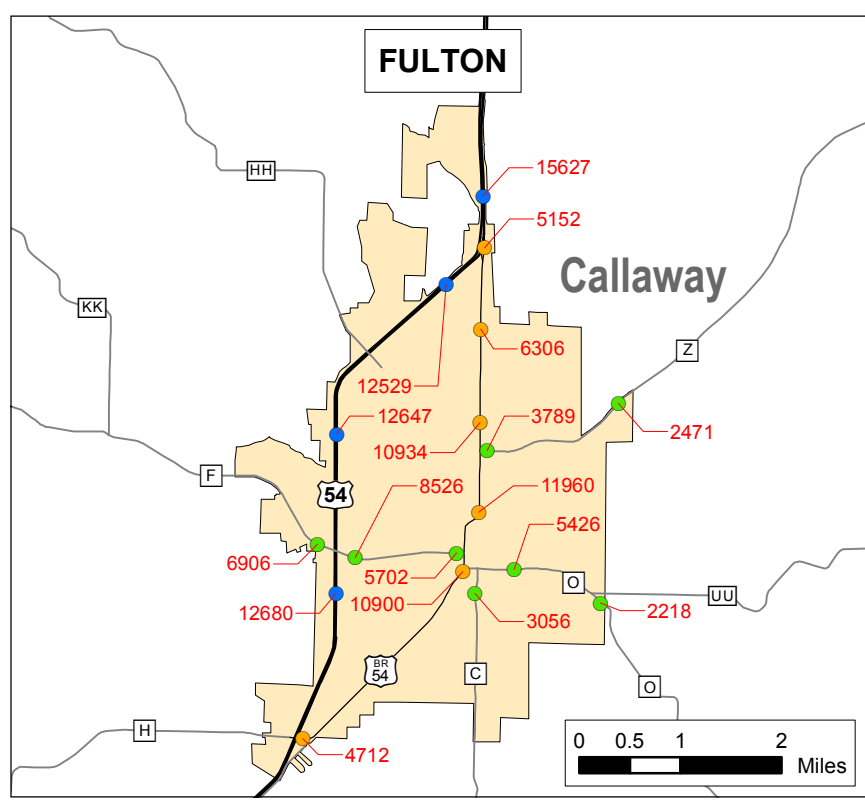 FULTON
15627
HH
5152
Callaway
KK
6306
Z
12529
12647
3789
2471
10934
F
54
8526
11960
5426
6906
5702
10900
O
UU
12680
3056
2218
BR
54
C
O
H
4712
0 0.5 1 2
Miles